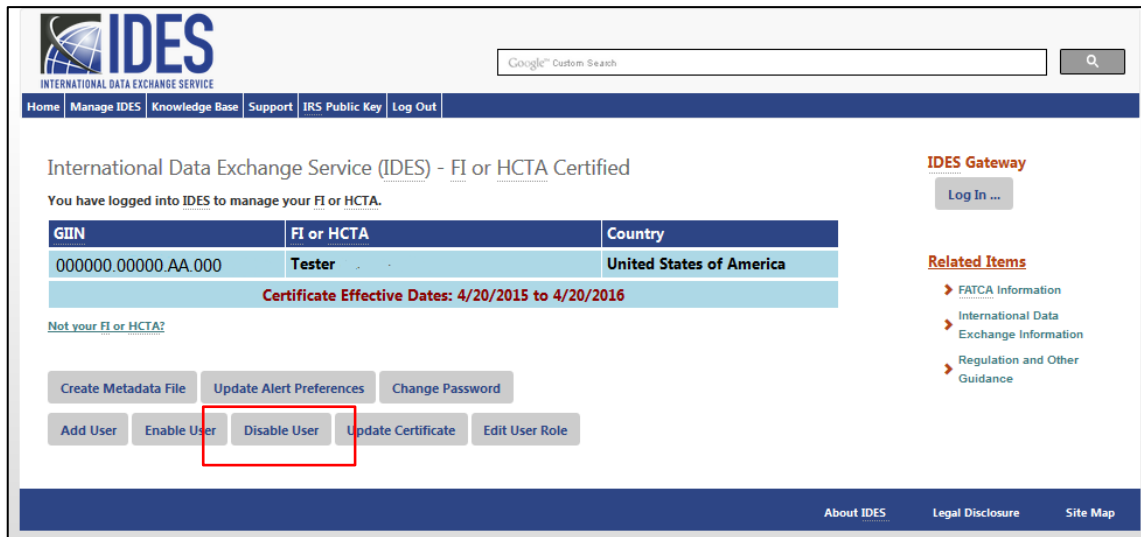 IDES
INTERNATIONAL DATA EXCHANGE SERVICE
Google™ Custom Search
Home Manage IDES Knowledge Base Support IRS Public Key Log Out
International Data Exchange Service (IDES) - FI or HCTA Certified
You have logged into IDES to manage your FI or HCTA.
GIIN FI or HCTA Country
000000.00000.AA.000 Tester United States of America
Certificate Effective Dates: 4/20/2015 to 4/20/2016
Not your FI or HCTA?
Create Metadata File Update Alert Preferences Change Password
Add User Enable User Disable User Update Certificate Edit User Role
IDES Gateway
Log In ...
Related Items
FATCA Information
International Data
Exchange Information
Regulation and Other
Guidance
About IDES Legal Disclosure Site Map